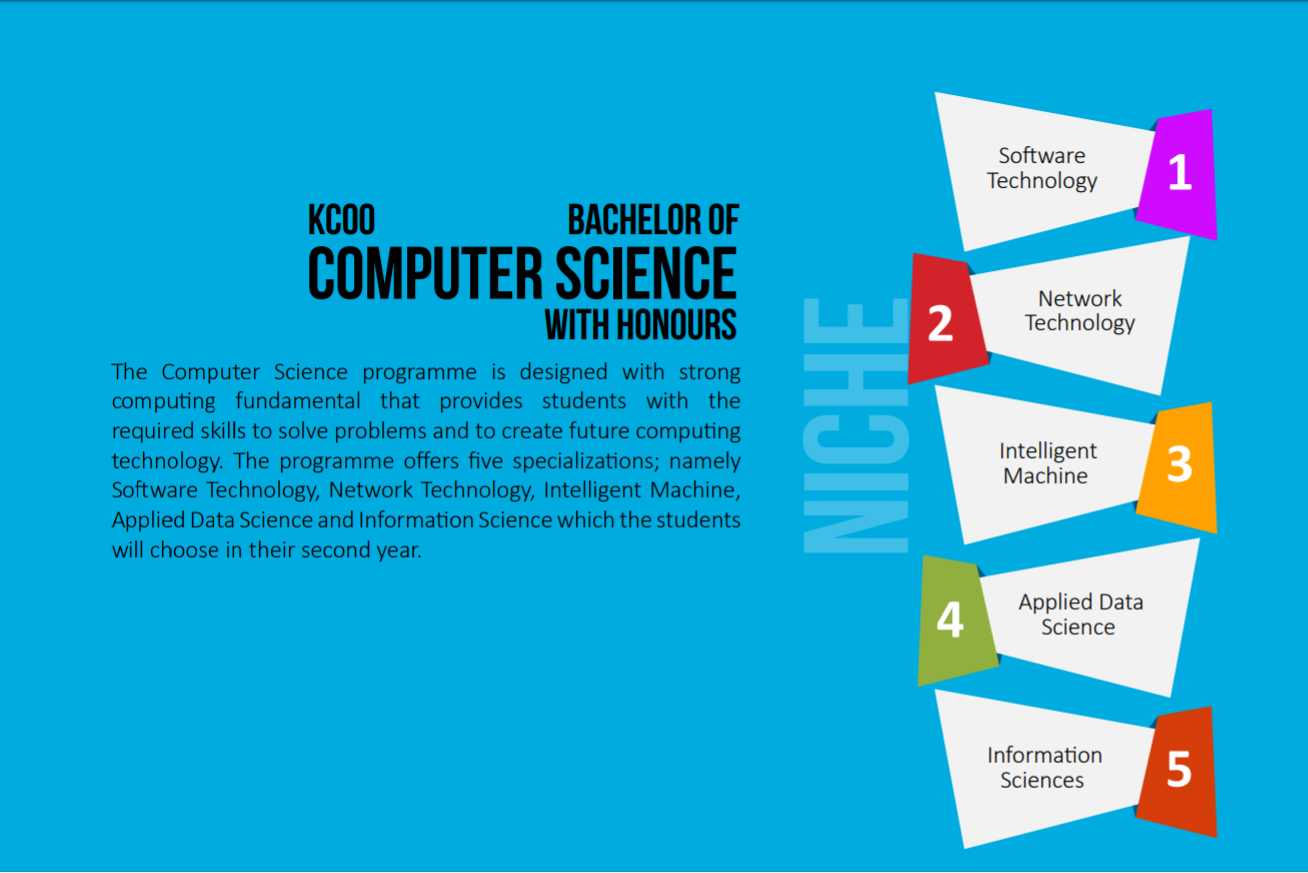 KC00 BACHELOR OF
COMPUTER SCIENCE
WITH HONOURS
The Computer Science programme is designed with strong
computing fundamental that provides students with the
required skills to solve problems and to create future computing
technology. The programme offers five specializations; namely
Software Technology, Network Technology, Intelligent Machine,
Applied Data Science and Information Science which the students
will choose in their second year.
NICHE
Software
Technology
1
2
Network
Technology
Intelligent
Machine
3
4
Applied Data
Science
Information
Sciences
5